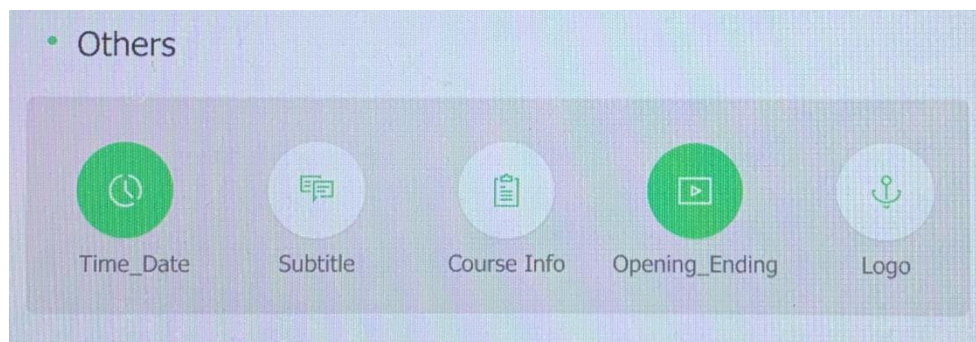 Others
Time_Date
Subtitle
Course Info
Opening_Ending
Logo